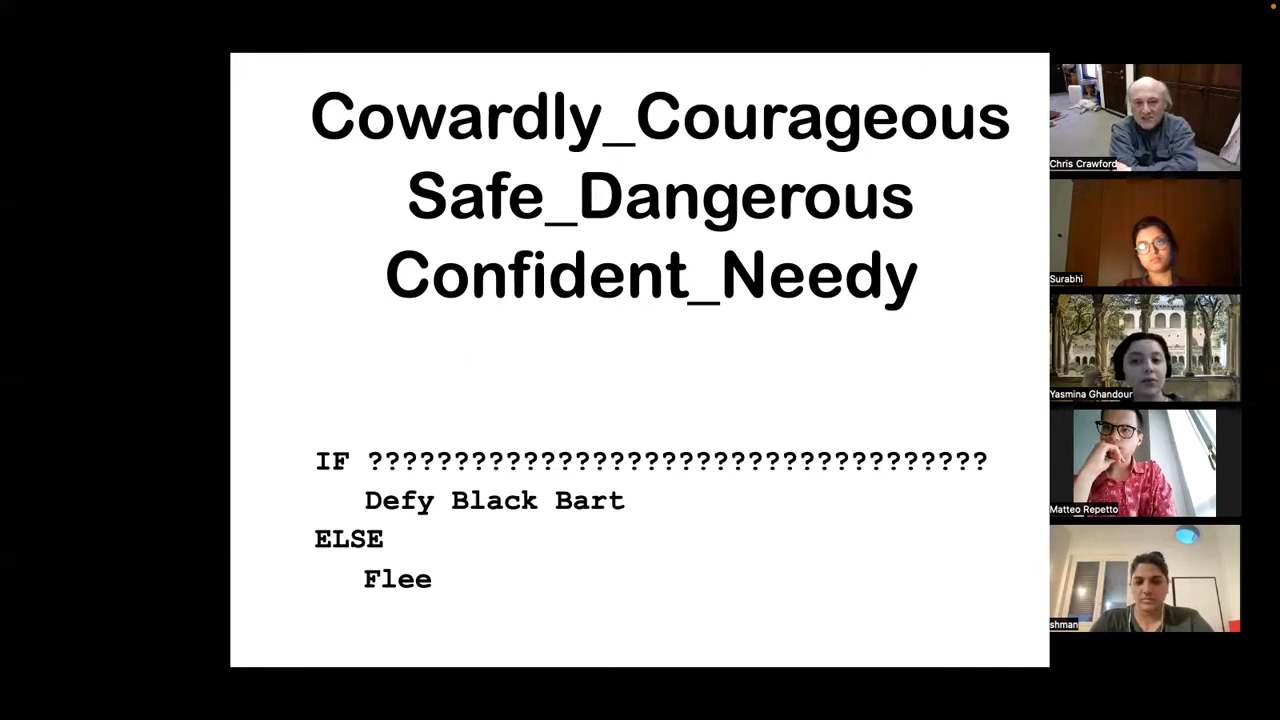 Cowardly_Courageous
Safe_Dangerous
Confident_Needy
IF ????????????????????????????????????
Defy Black Bart
ELSE
Flee
Chris Crawford
Surabhi
Yasmina Ghandour
Matteo Repetto
shman